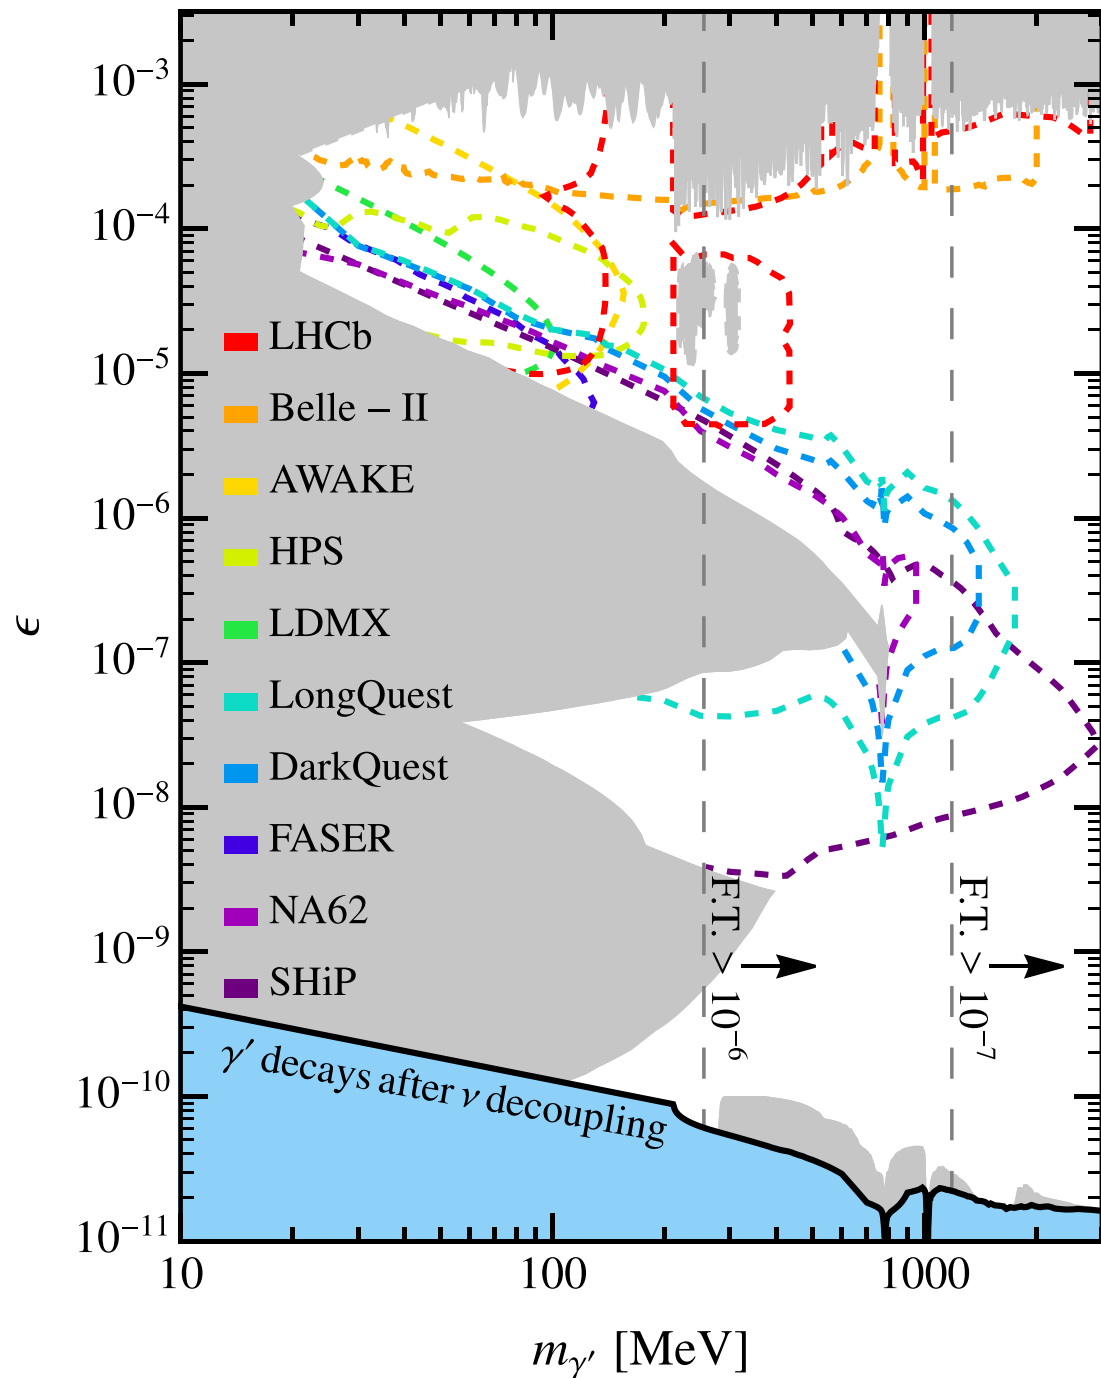 10⁻³
10⁻⁴
10⁻⁵
10⁻⁶
10⁻⁷
10⁻⁸
10⁻⁹
10⁻¹⁰
10⁻¹¹
ϵ
LHCb
Belle – II
AWAKE
HPS
LDMX
LongQuest
DarkQuest
FASER
NA62
SHiP
F.T. > 10⁻⁶
F.T. > 10⁻⁷
γ′ decays after ν decoupling
10 100 1000
m_γ′ [MeV]